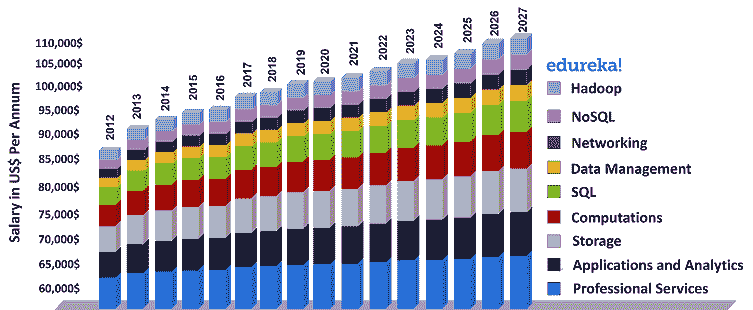 110,000$
105,000$
100,000$
95,000$
90,000$
85,000$
80,000$
75,000$
70,000$
65,000$
60,000$
Salary in US$ Per Annum
2012
2013
2014
2015
2016
2017
2018
2019
2020
2021
2022
2023
2024
2025
2026
2027
edureka!
Hadoop
NoSQL
Networking
Data Management
SQL
Computations
Storage
Applications and Analytics
Professional Services